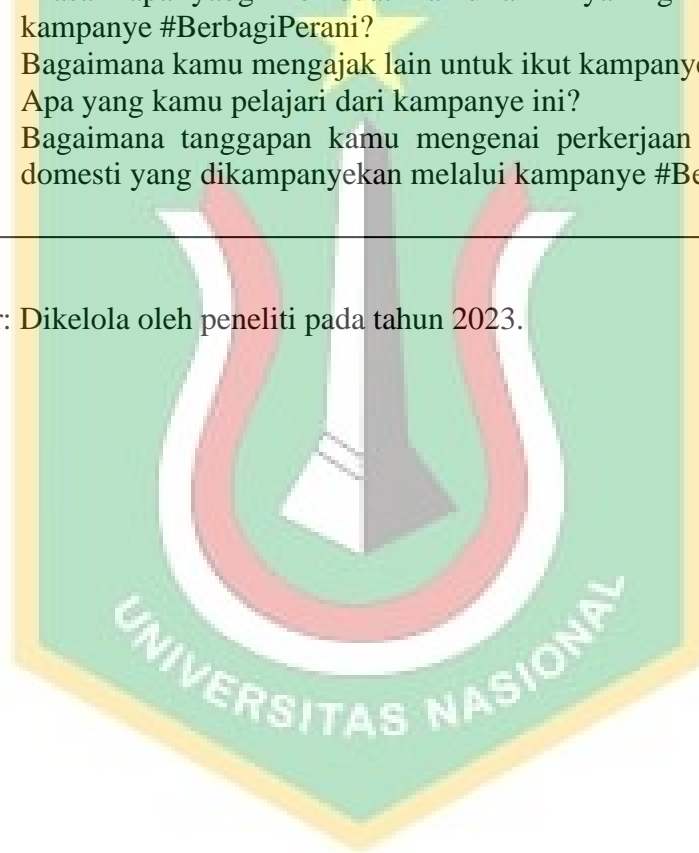 kampanye #BerbagiPerani?
Bagaimana kamu mengajak lain untuk ikut kampanye
Apa yang kamu pelajari dari kampanye ini?
Bagaimana tanggapan kamu mengenai perkerjaan
domesti yang dikampanyekan melalui kampanye #Be
: Dikelola oleh peneliti pada tahun 2023.
UNIVERSITAS NASIONAL